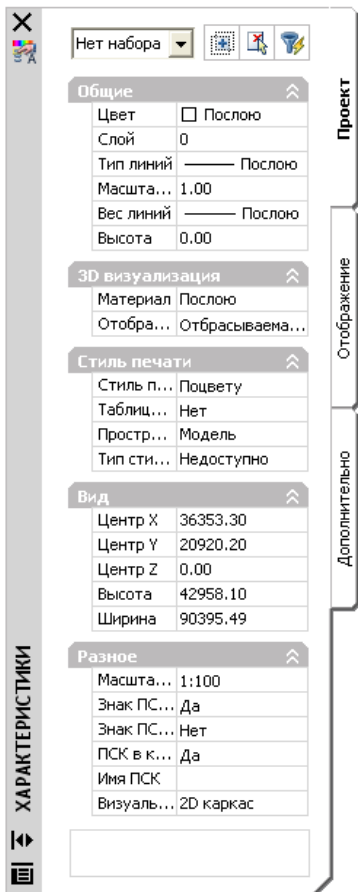 Нет набора
Общие
Цвет Послою
Слой 0
Тип линий Послою
Масшта... 1.00
Вес линий Послою
Высота 0.00
3D визуализация
Материал Послою
Отобра... Отбрасываема...
Стиль печати
Стиль п... Поцвету
Таблиц... Нет
Простр... Модель
Тип сти... Недоступно
Вид
Центр X 36353.30
Центр Y 20920.20
Центр Z 0.00
Высота 42958.10
Ширина 90395.49
Разное
Масшта... 1:100
Знак ПС... Да
Знак ПС... Нет
ПСК в к... Да
Имя ПСК
Визуаль... 2D каркас
ХАРАКТЕРИСТИКИ
Проект
Отображение
Дополнительно